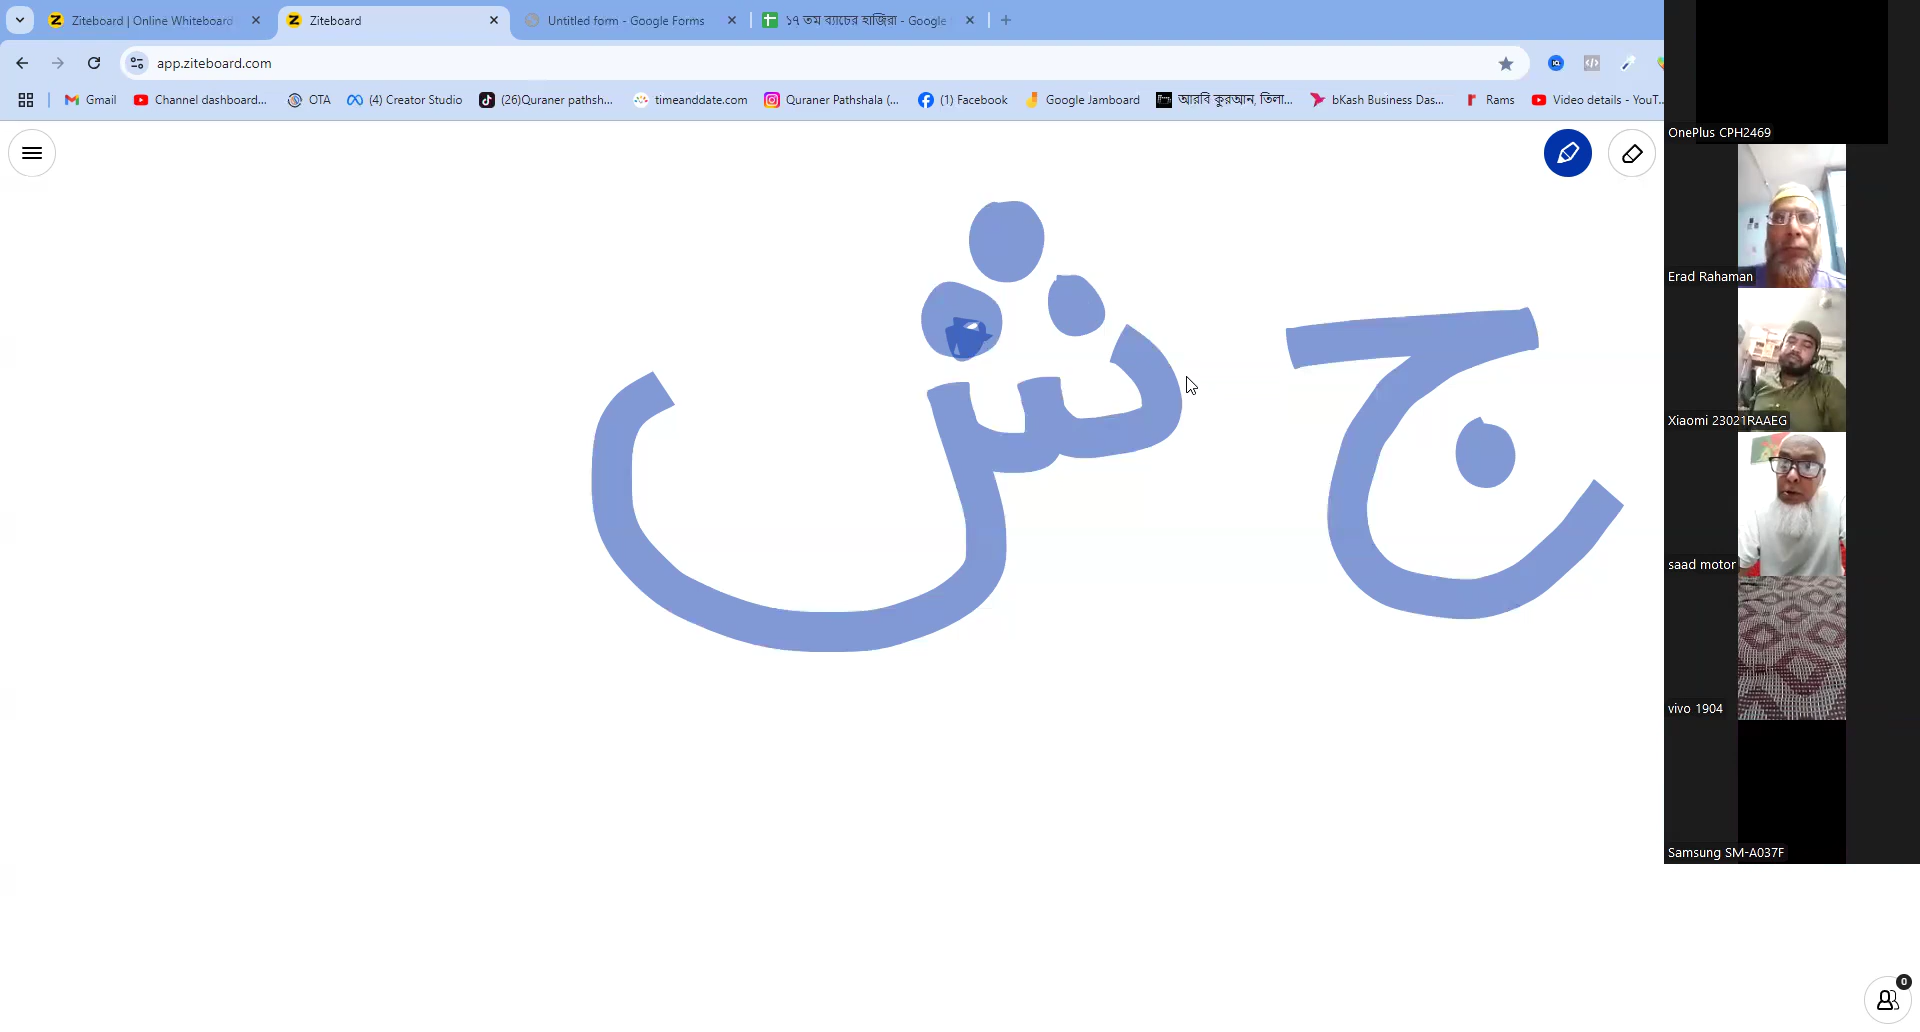 Ziteboard | Online Whiteboard
Ziteboard
Untitled form - Google Forms
১৭ তম ব্যাচের হাজিরা - Google
app.ziteboard.com
Gmail
Channel dashboard...
OTA
(4) Creator Studio
(26)Quraner pathsh...
timeanddate.com
Quraner Pathshala (...
(1) Facebook
Google Jamboard
আরবি কুরআন, তিলা...
bKash Business Das...
Rams
Video details - YouT...
ج ش
OnePlus CPH2469
Erad Rahaman
Xiaomi 23021RAAEG
saad motor
vivo 1904
Samsung SM-A037F
0